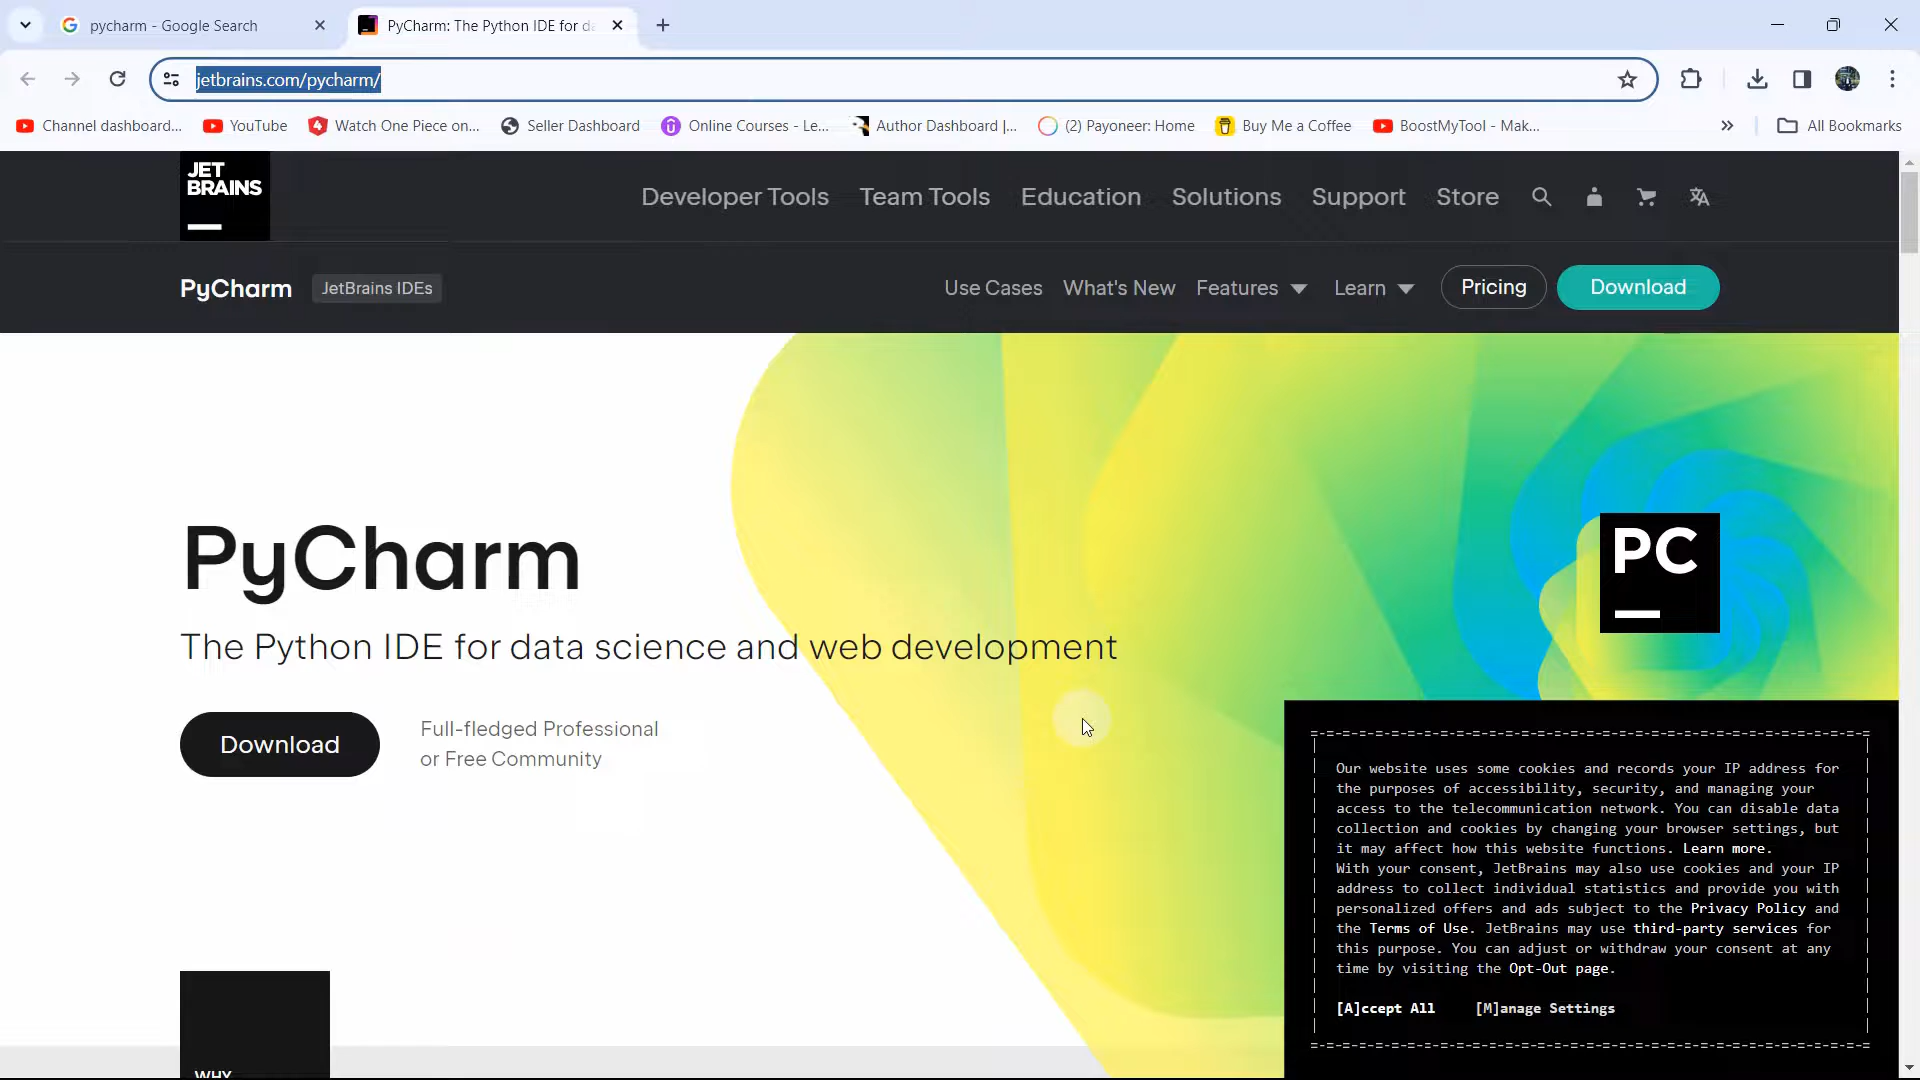 pycharm - Google Search
PyCharm: The Python IDE for da
jetbrains.com/pycharm/
Channel dashboard...
YouTube
Watch One Piece on...
Seller Dashboard
Online Courses - Le...
Author Dashboard |...
(2) Payoneer: Home
Buy Me a Coffee
BoostMyTool - Mak...
All Bookmarks
JET
BRAINS
Developer Tools
Team Tools
Education
Solutions
Support
Store
PyCharm
JetBrains IDEs
Use Cases
What's New
Features
Learn
Pricing
Download
PyCharm
PC
The Python IDE for data science and web development
Download
Full-fledged Professional
or Free Community
Our website uses some cookies and records your IP address for
the purposes of accessibility, security, and managing your
access to the telecommunication network. You can disable data
collection and cookies by changing your browser settings, but
it may affect how this website functions. Learn more.
With your consent, JetBrains may also use cookies and your IP
address to collect individual statistics and provide you with
personalized offers and ads subject to the Privacy Policy and
the Terms of Use. JetBrains may use third-party services for
this purpose. You can adjust or withdraw your consent at any
time by visiting the Opt-Out page.
[A]ccept All
[M]anage Settings
WHY